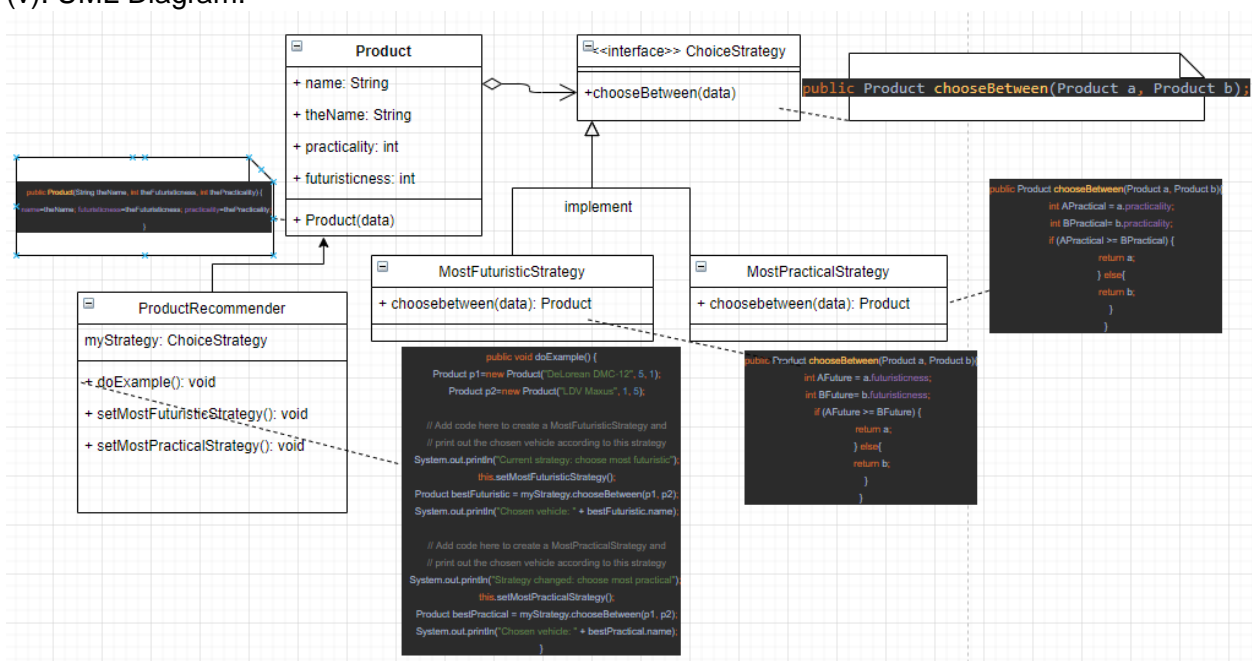 (v). UML Diagram:
Product
+ name: String
+ theName: String
+ practicality: int
+ futuristicness: int
+ Product(data)
<<interface>> ChoiceStrategy
+chooseBetween(data)
public Product chooseBetween(Product a, Product b);
public Product(String theName, int theFuturisticness, int thePracticality) {
name=theName; futuristicness=theFuturisticness; practicality=thePracticality
}
implement
ProductRecommender
myStrategy: ChoiceStrategy
+ doExample(): void
+ setMostFuturisticStrategy(): void
+ setMostPracticalStrategy(): void
MostFuturisticStrategy
+ choosebetween(data): Product
MostPracticalStrategy
+ choosebetween(data): Product
public Product chooseBetween(Product a, Product b){
int APractical = a.practicality;
int BPractical= b.practicality;
if (APractical >= BPractical) {
return a;
} else{
return b;
}
}
public void doExample() {
Product p1=new Product("DeLorean DMC-12", 5, 1);
Product p2=new Product("LDV Maxus", 1, 5);
// Add code here to create a MostFuturisticStrategy and
// print out the chosen vehicle according to this strategy
System.out.println("Current strategy: choose most futuristic");
this.setMostFuturisticStrategy();
Product bestFuturistic = myStrategy.chooseBetween(p1, p2);
System.out.println("Chosen vehicle: " + bestFuturistic.name);
// Add code here to create a MostPracticalStrategy and
// print out the chosen vehicle according to this strategy
System.out.println("Strategy changed: choose most practical");
this.setMostPracticalStrategy();
Product bestPractical = myStrategy.chooseBetween(p1, p2);
System.out.println("Chosen vehicle: " + bestPractical.name);
}
public Product chooseBetween(Product a, Product b){
int AFuture = a.futuristicness;
int BFuture= b.futuristicness;
if (AFuture >= BFuture) {
return a;
} else{
return b;
}
}